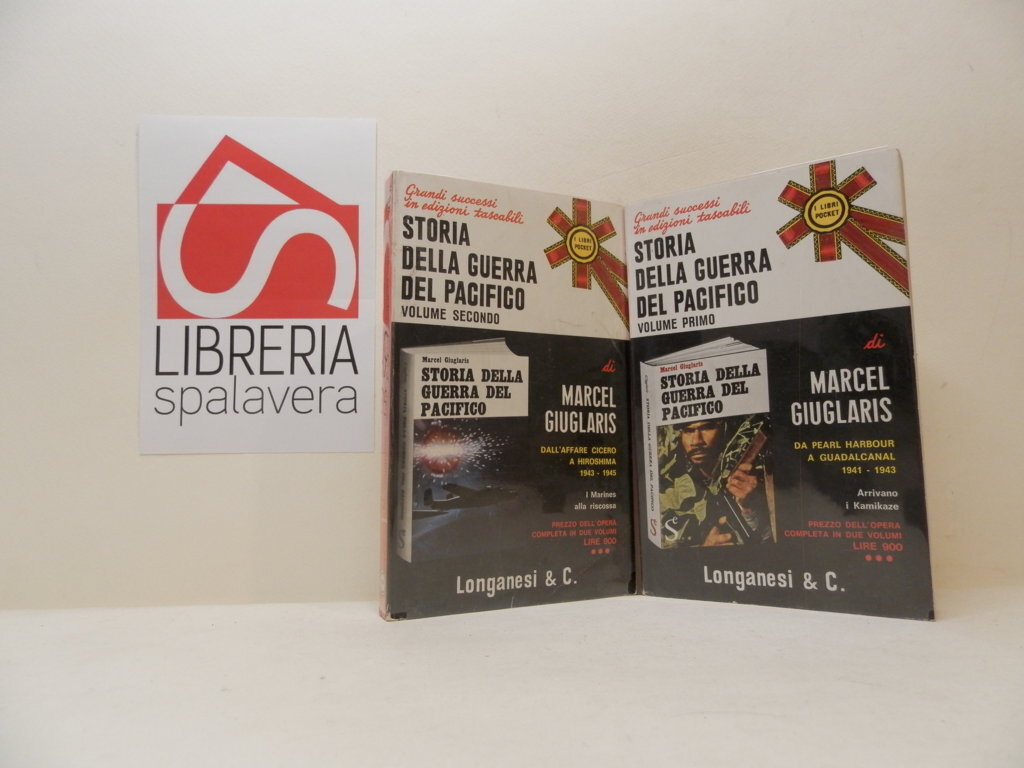 LIBRERIA
spalavera
Grandi successi
in edizioni tascabili
I LIBRI
POCKET
STORIA
DELLA GUERRA
DEL PACIFICO
VOLUME SECONDO
Marcel Giuglaris
STORIA DELLA
GUERRA DEL
PACIFICO
di
MARCEL
GIUGLARIS
DALL'AFFARE CICERO
A HIROSHIMA
1943 - 1945
I Marines
alla riscossa
PREZZO DELL'OPERA
COMPLETA IN DUE VOLUMI
LIRE 900
Longanesi & C.
Grandi successi
in edizioni tascabili
I LIBRI
POCKET
STORIA
DELLA GUERRA
DEL PACIFICO
VOLUME PRIMO
Marcel Giuglaris
STORIA DELLA
GUERRA DEL
PACIFICO
di
MARCEL
GIUGLARIS
DA PEARL HARBOUR
A GUADALCANAL
1941 - 1943
Arrivano
i Kamikaze
PREZZO DELL'OPERA
COMPLETA IN DUE VOLUMI
LIRE 900
Longanesi & C.